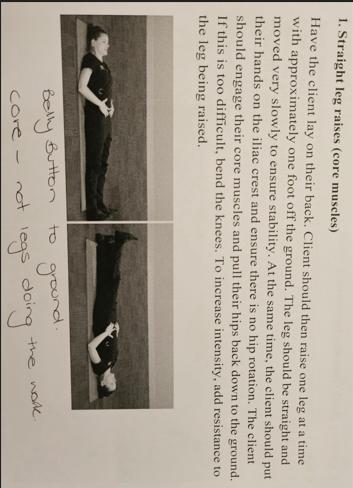 1. Straight leg raises (core muscles)
Have the client lay on their back. Client should then raise one leg at a time
with approximately one foot off the ground. The leg should be straight and
moved very slowly to ensure stability. At the same time, the client should put
their hands on the iliac crest and ensure there is no hip rotation. The client
should engage their core muscles and pull their hips back down to the ground.
If this is too difficult, bend the knees. To increase intensity, add resistance to
the leg being raised.
Belly Button to ground.
Core - not legs doing the work